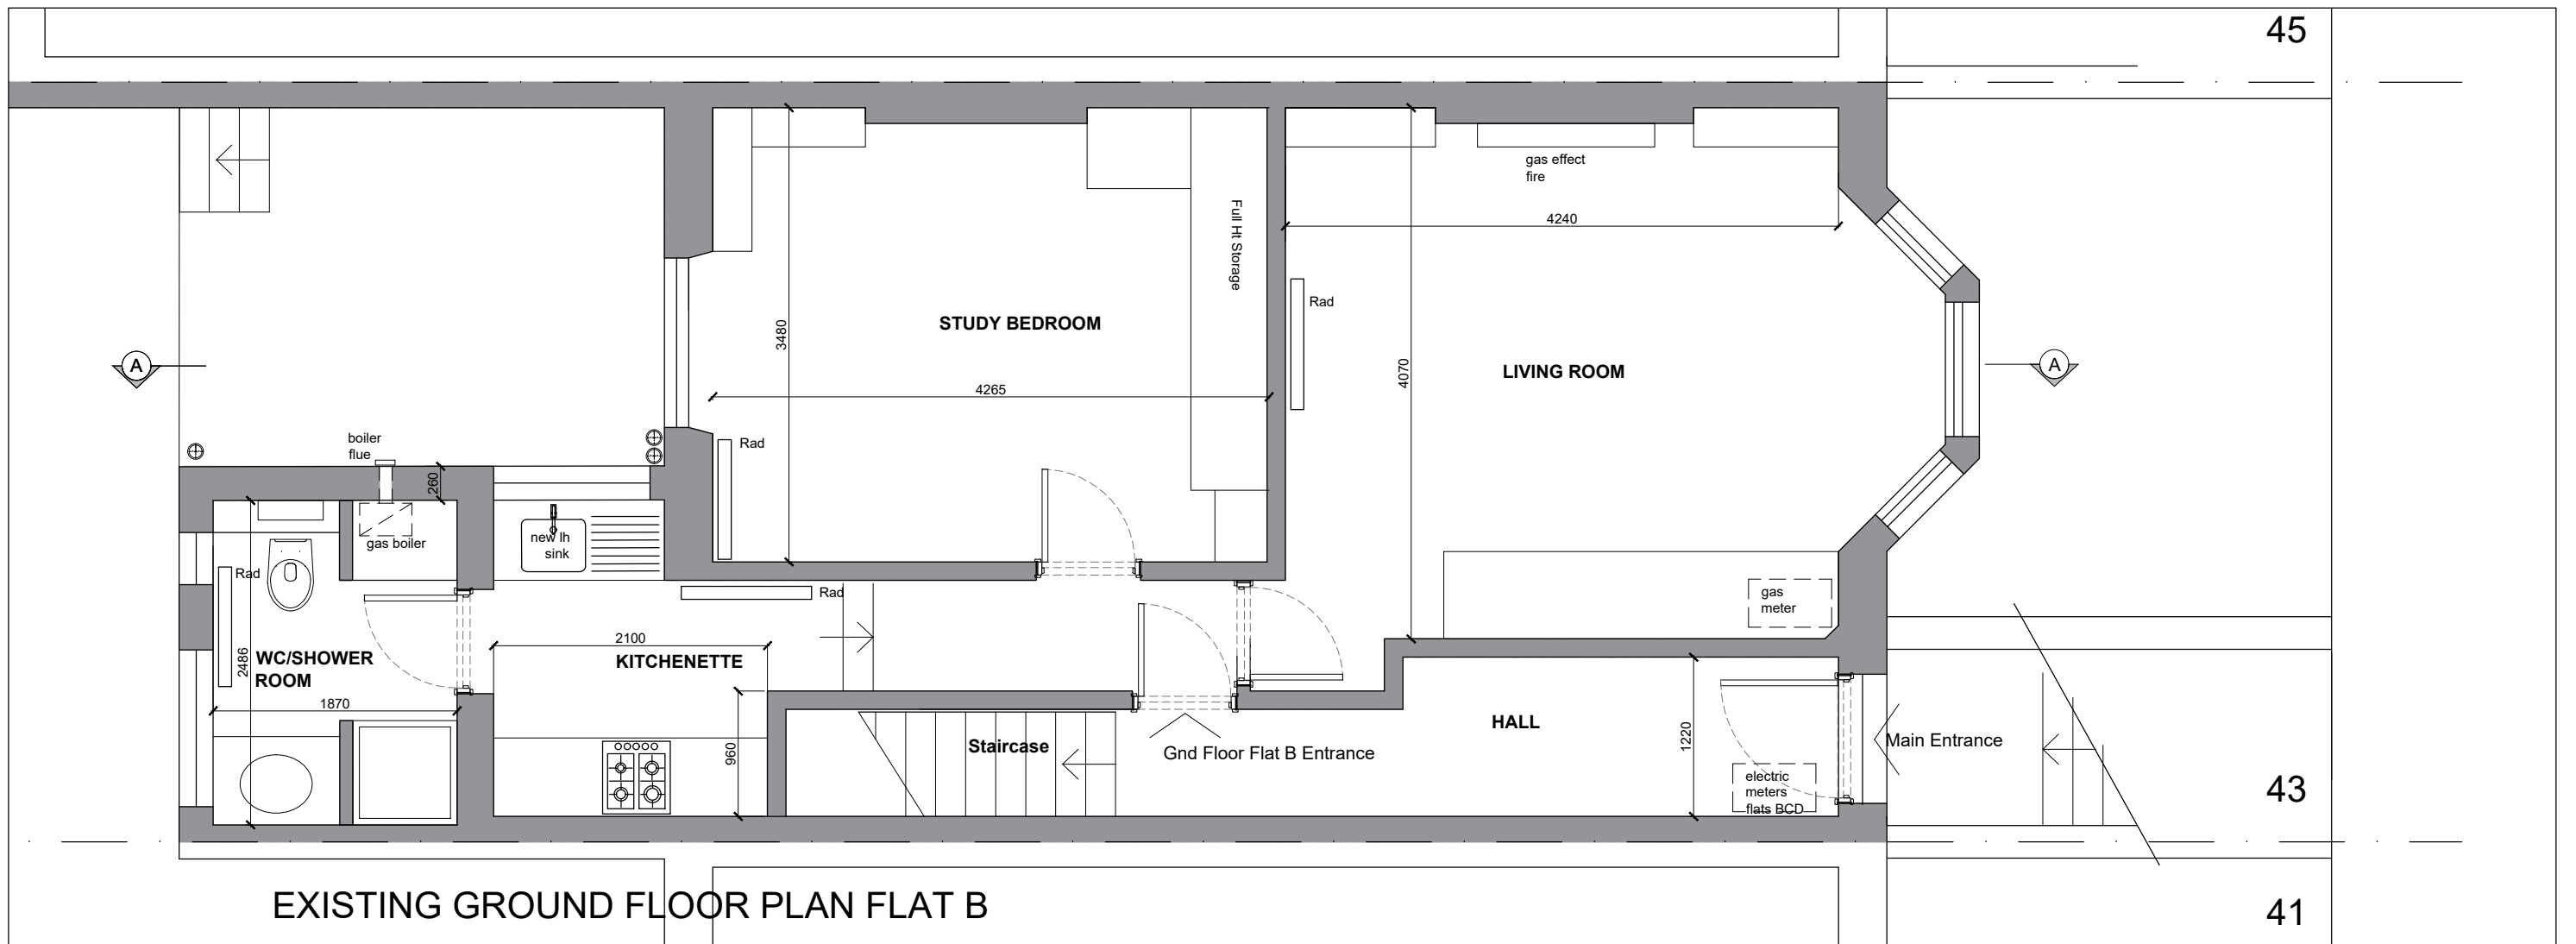 45
gas effect
fire
4240
Full Ht Storage
Rad
3480
STUDY BEDROOM
4070
LIVING ROOM
A
A
4265
boiler
flue
Rad
260
new lh
sink
gas boiler
Rad
Rad
gas
meter
2100
KITCHENETTE
2486
WC/SHOWER
ROOM
1870
960
Staircase
Gnd Floor Flat B Entrance
HALL
1220
Main Entrance
electric
meters
flats BCD
43
EXISTING GROUND FLOOR PLAN FLAT B
41